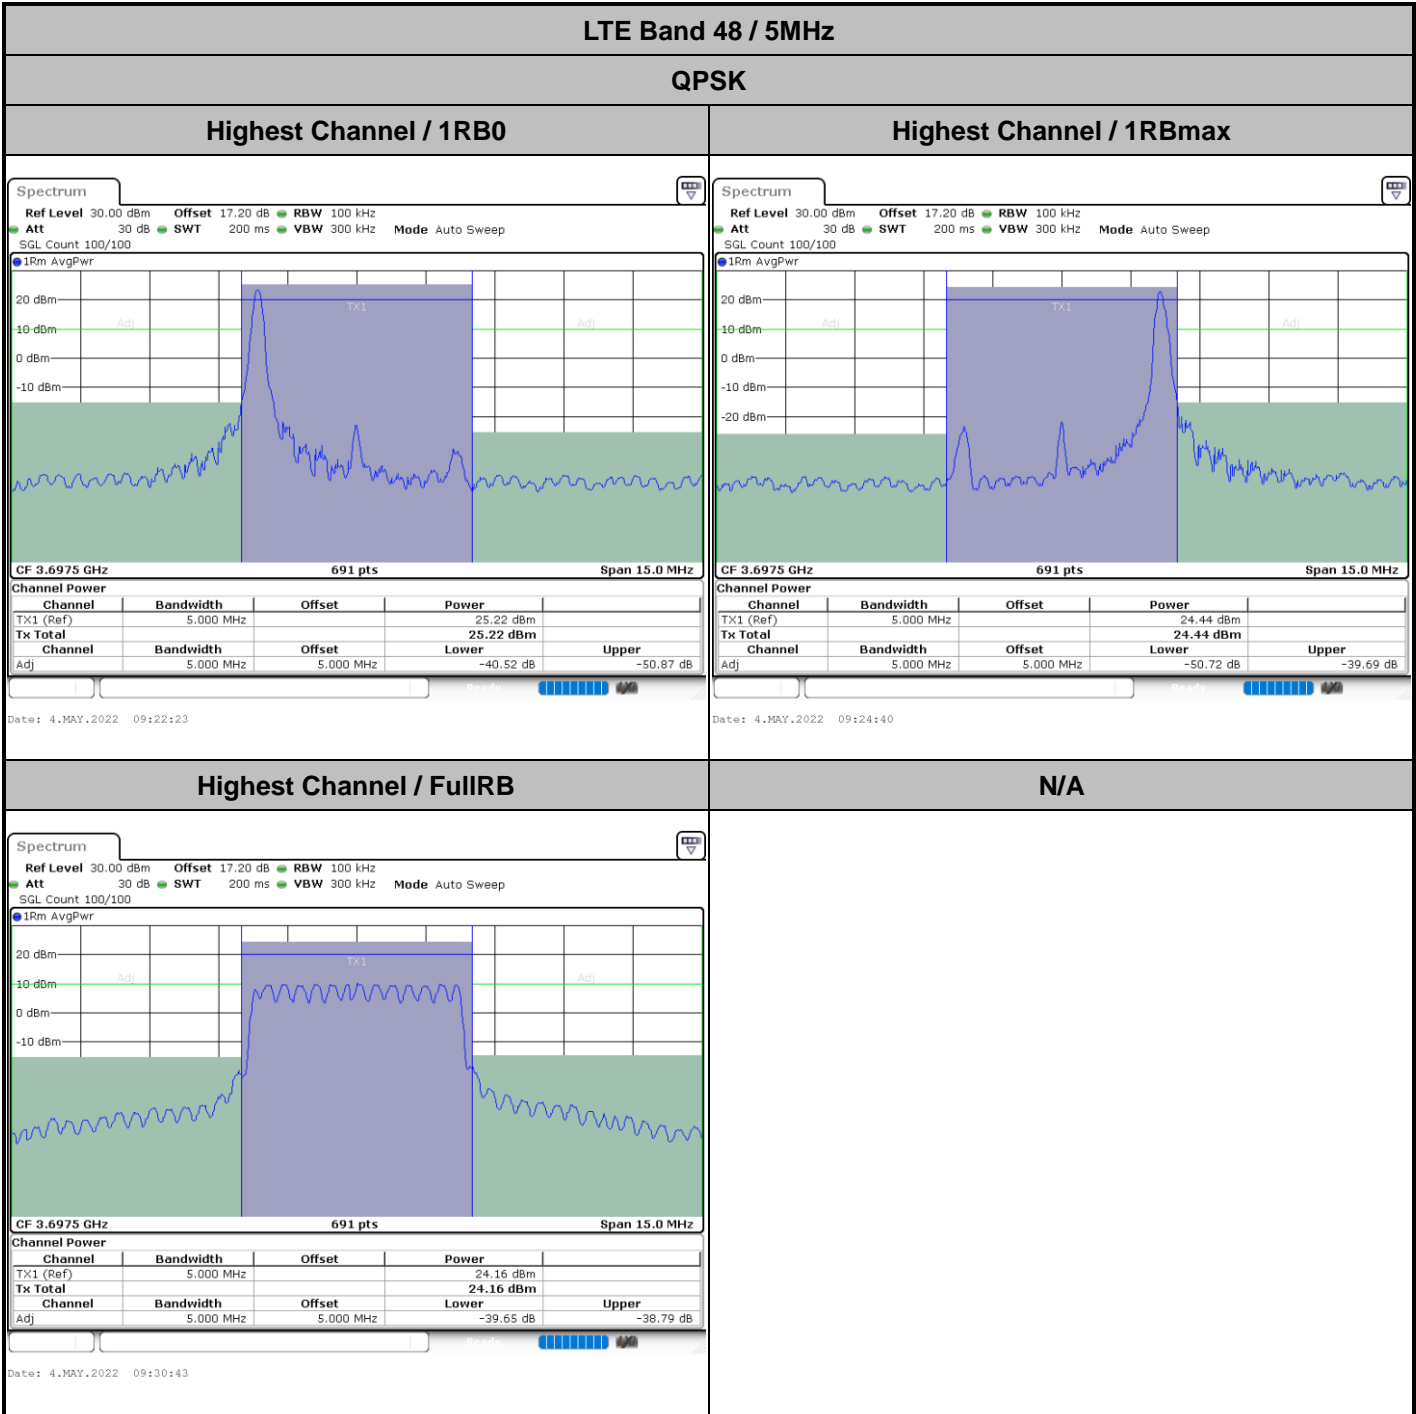 LTE Band 48 / 5MHz
QPSK
Highest Channel / 1RB0
Highest Channel / 1RBmax
Spectrum
Ref Level 30.00 dBm Offset 17.20 dB RBW 100 kHz
Att 30 dB SWT 200 ms VBW 300 kHz Mode Auto Sweep
SGL Count 100/100
1Rm AvgPwr
20 dBm
TX1
10 dBm
Adj
Adj
0 dBm
-10 dBm
CF 3.6975 GHz 691 pts Span 15.0 MHz
Channel Power
Channel Bandwidth Offset Power
TX1 (Ref) 5.000 MHz 25.22 dBm
Tx Total 25.22 dBm
Channel Bandwidth Offset Lower Upper
Adj 5.000 MHz 5.000 MHz -40.52 dB -50.87 dB
Ready
Date: 4.MAY.2022 09:22:23
Spectrum
Ref Level 30.00 dBm Offset 17.20 dB RBW 100 kHz
Att 30 dB SWT 200 ms VBW 300 kHz Mode Auto Sweep
SGL Count 100/100
1Rm AvgPwr
20 dBm
TX1
10 dBm
Adj
Adj
0 dBm
-10 dBm
-20 dBm
CF 3.6975 GHz 691 pts Span 15.0 MHz
Channel Power
Channel Bandwidth Offset Power
TX1 (Ref) 5.000 MHz 24.44 dBm
Tx Total 24.44 dBm
Channel Bandwidth Offset Lower Upper
Adj 5.000 MHz 5.000 MHz -50.72 dB -39.69 dB
Ready
Date: 4.MAY.2022 09:24:40
Highest Channel / FullRB
N/A
Spectrum
Ref Level 30.00 dBm Offset 17.20 dB RBW 100 kHz
Att 30 dB SWT 200 ms VBW 300 kHz Mode Auto Sweep
SGL Count 100/100
1Rm AvgPwr
20 dBm
TX1
10 dBm
Adj
Adj
0 dBm
-10 dBm
CF 3.6975 GHz 691 pts Span 15.0 MHz
Channel Power
Channel Bandwidth Offset Power
TX1 (Ref) 5.000 MHz 24.16 dBm
Tx Total 24.16 dBm
Channel Bandwidth Offset Lower Upper
Adj 5.000 MHz 5.000 MHz -39.65 dB -38.79 dB
Ready
Date: 4.MAY.2022 09:30:43